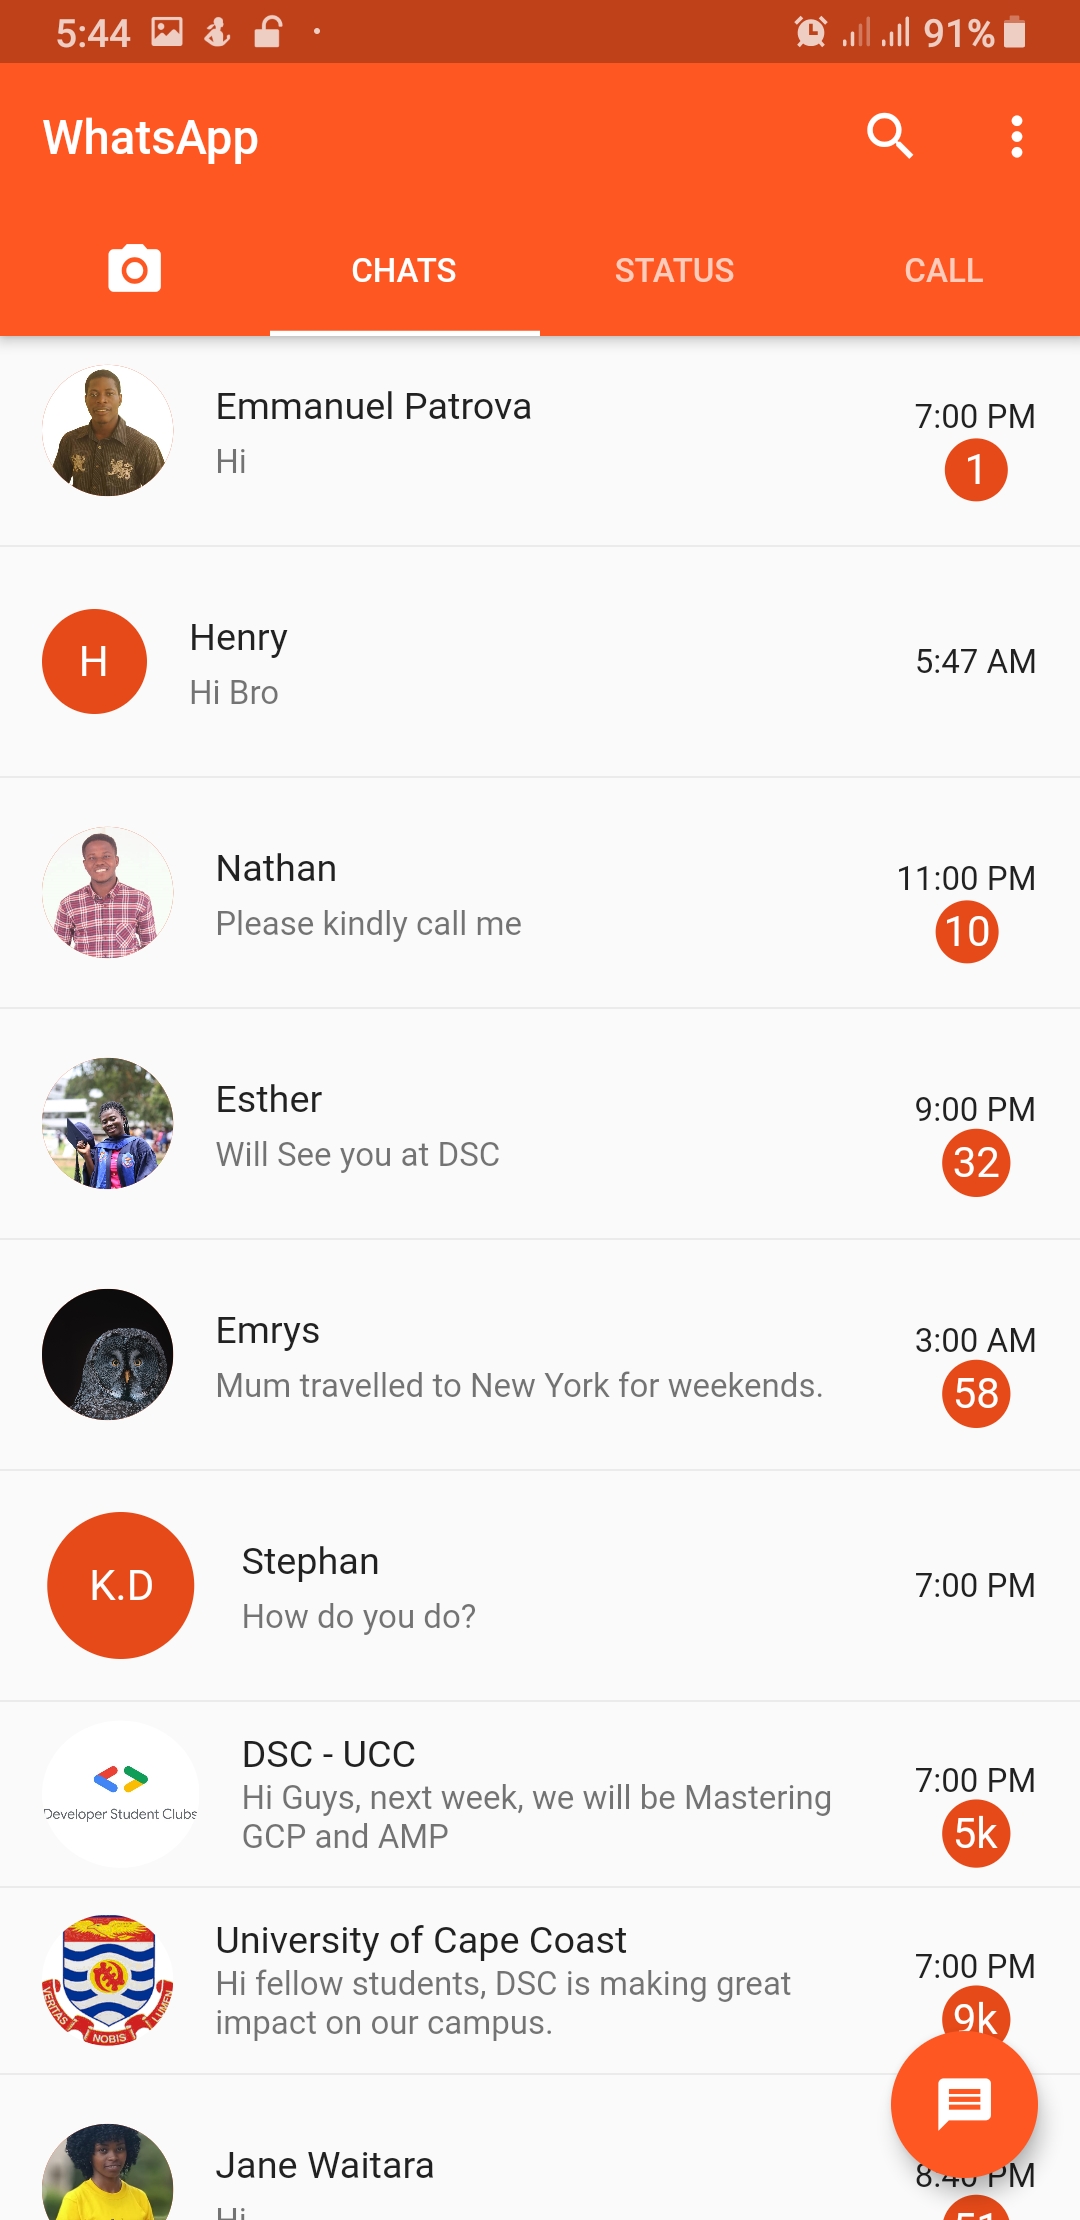 5:44 91%
WhatsApp
CHATS STATUS CALL
Emmanuel Patrova 7:00 PM
Hi 1
H Henry 5:47 AM
Hi Bro
Nathan 11:00 PM
Please kindly call me 10
Esther 9:00 PM
Will See you at DSC 32
Emrys 3:00 AM
Mum travelled to New York for weekends. 58
K.D Stephan 7:00 PM
How do you do?
DSC - UCC 7:00 PM
Hi Guys, next week, we will be Mastering 5k
GCP and AMP
Developer Student Clubs
University of Cape Coast 7:00 PM
Hi fellow students, DSC is making great 9k
impact on our campus.
VERITAS NOBIS LUMEN
Jane Waitara 8:40 PM
Hi 51